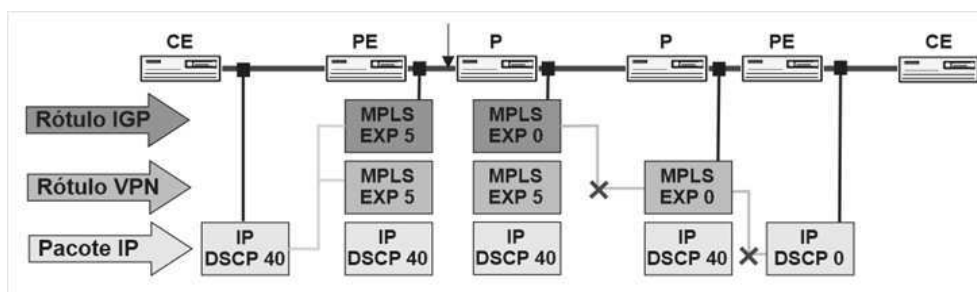 CE PE P P PE CE
Rótulo IGP
MPLS
EXP 5
MPLS
EXP 0
Rótulo VPN
MPLS
EXP 5
MPLS
EXP 5
MPLS
EXP 0
Pacote IP
IP
DSCP 40
IP
DSCP 40
IP
DSCP 40
IP
DSCP 40
IP
DSCP 0